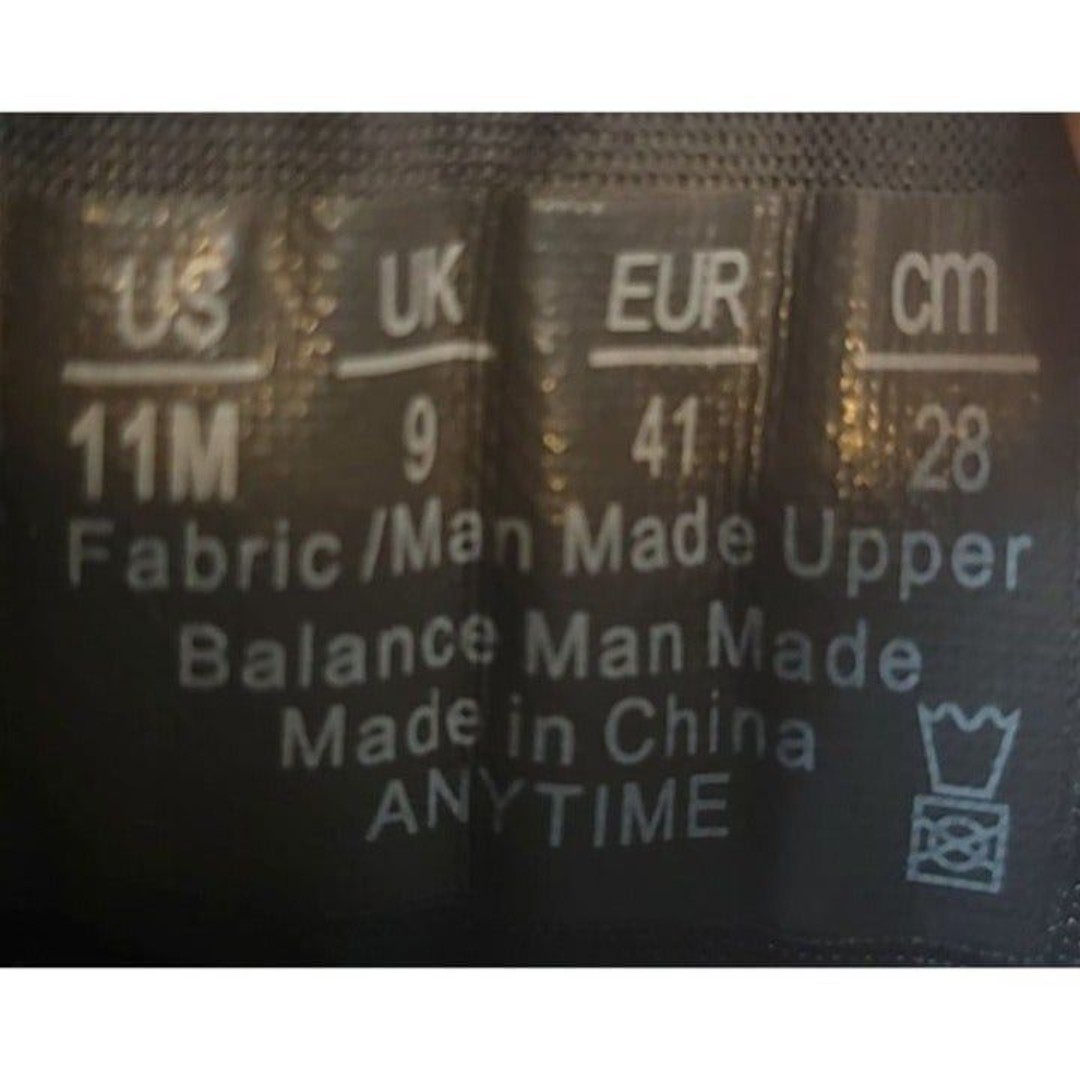 US UK EUR cm
11M 9 41 28
Fabric /Man Made Upper
Balance Man Made
Made in China
ANYTIME